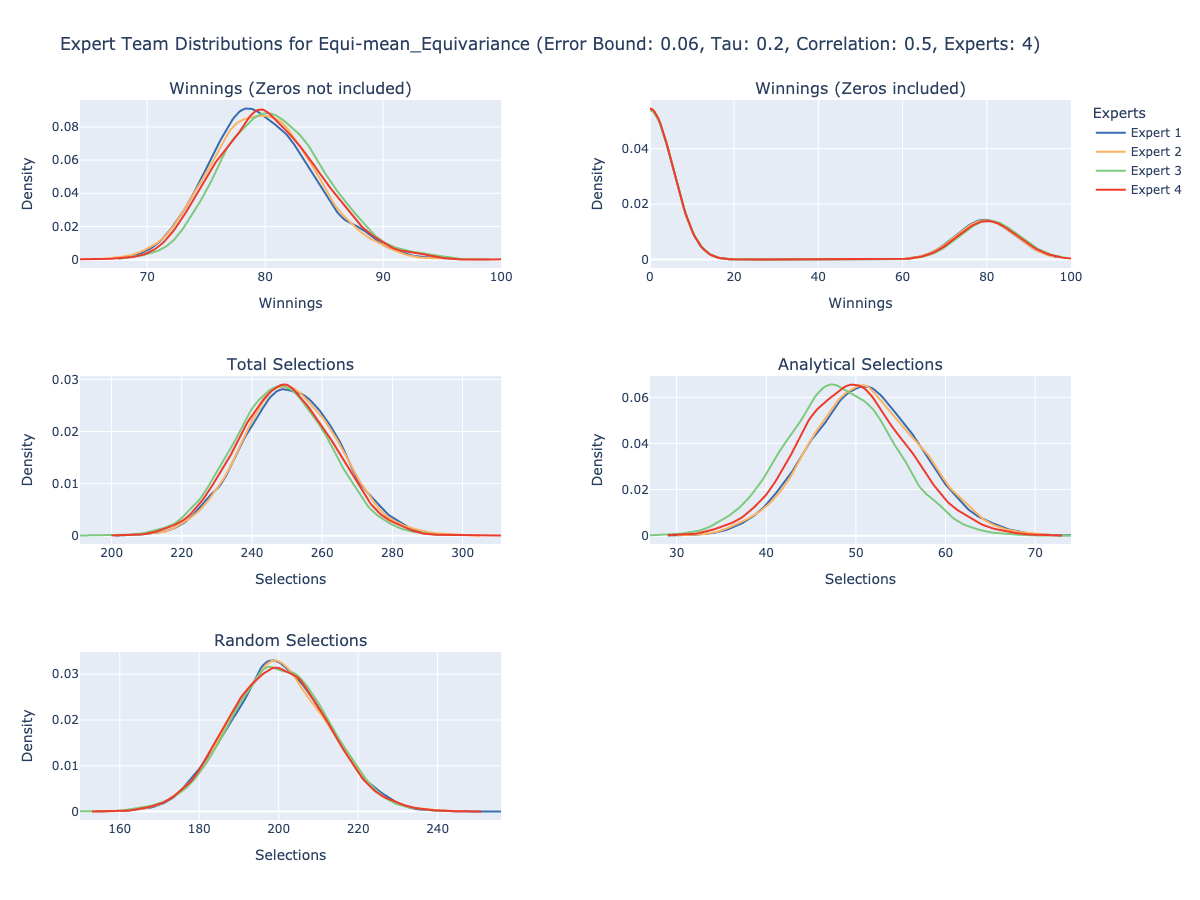 Expert Team Distributions for Equi-mean_Equivariance (Error Bound: 0.06, Tau: 0.2, Correlation: 0.5, Experts: 4)
Winnings (Zeros not included)
0.08
0.06
0.04
0.02
0
Density
70 80 90 100
Winnings
Winnings (Zeros included)
0.04
0.02
0
Density
0 20 40 60 80 100
Winnings
Experts
Expert 1
Expert 2
Expert 3
Expert 4
Total Selections
0.03
0.02
0.01
0
Density
200 220 240 260 280 300
Selections
Analytical Selections
0.06
0.04
0.02
0
Density
30 40 50 60 70
Selections
Random Selections
0.03
0.02
0.01
0
Density
160 180 200 220 240
Selections